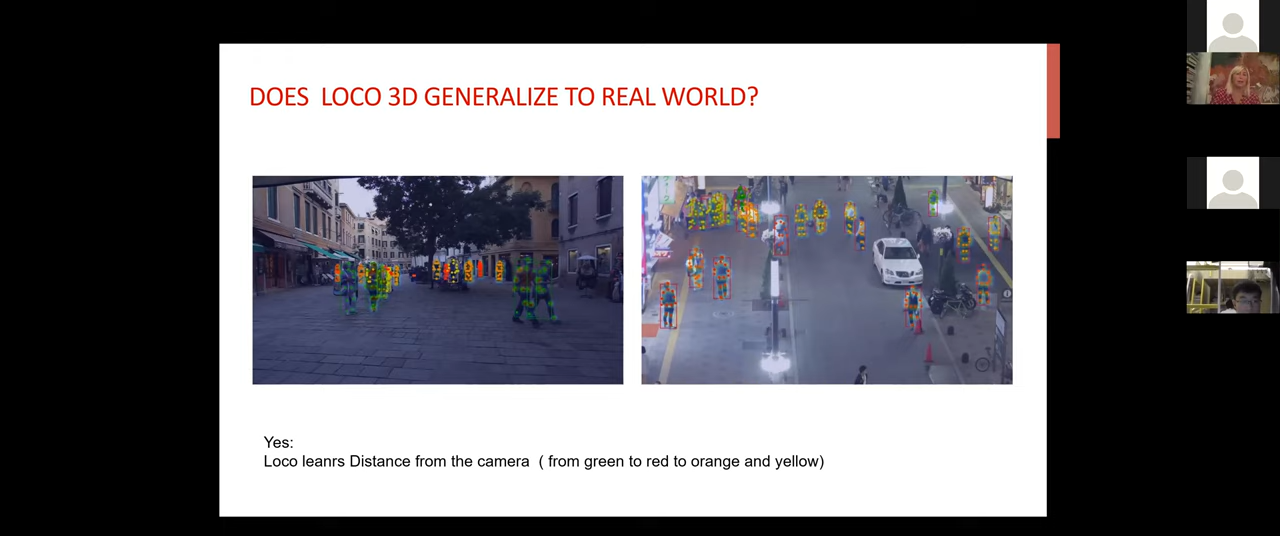 DOES LOCO 3D GENERALIZE TO REAL WORLD?
Yes:
Loco leanrs Distance from the camera ( from green to red to orange and yellow)